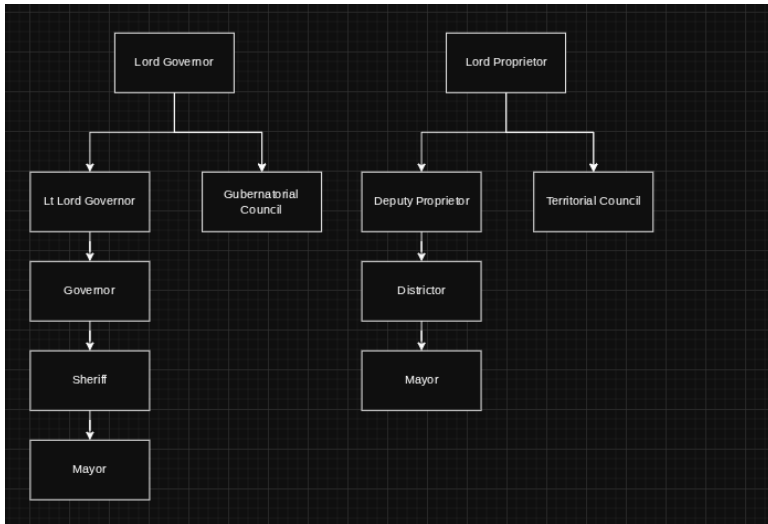 Lord Governor
Lord Proprietor
Lt Lord Governor
Gubernatorial
Council
Deputy Proprietor
Territorial Council
Governor
Districtor
Sheriff
Mayor
Mayor